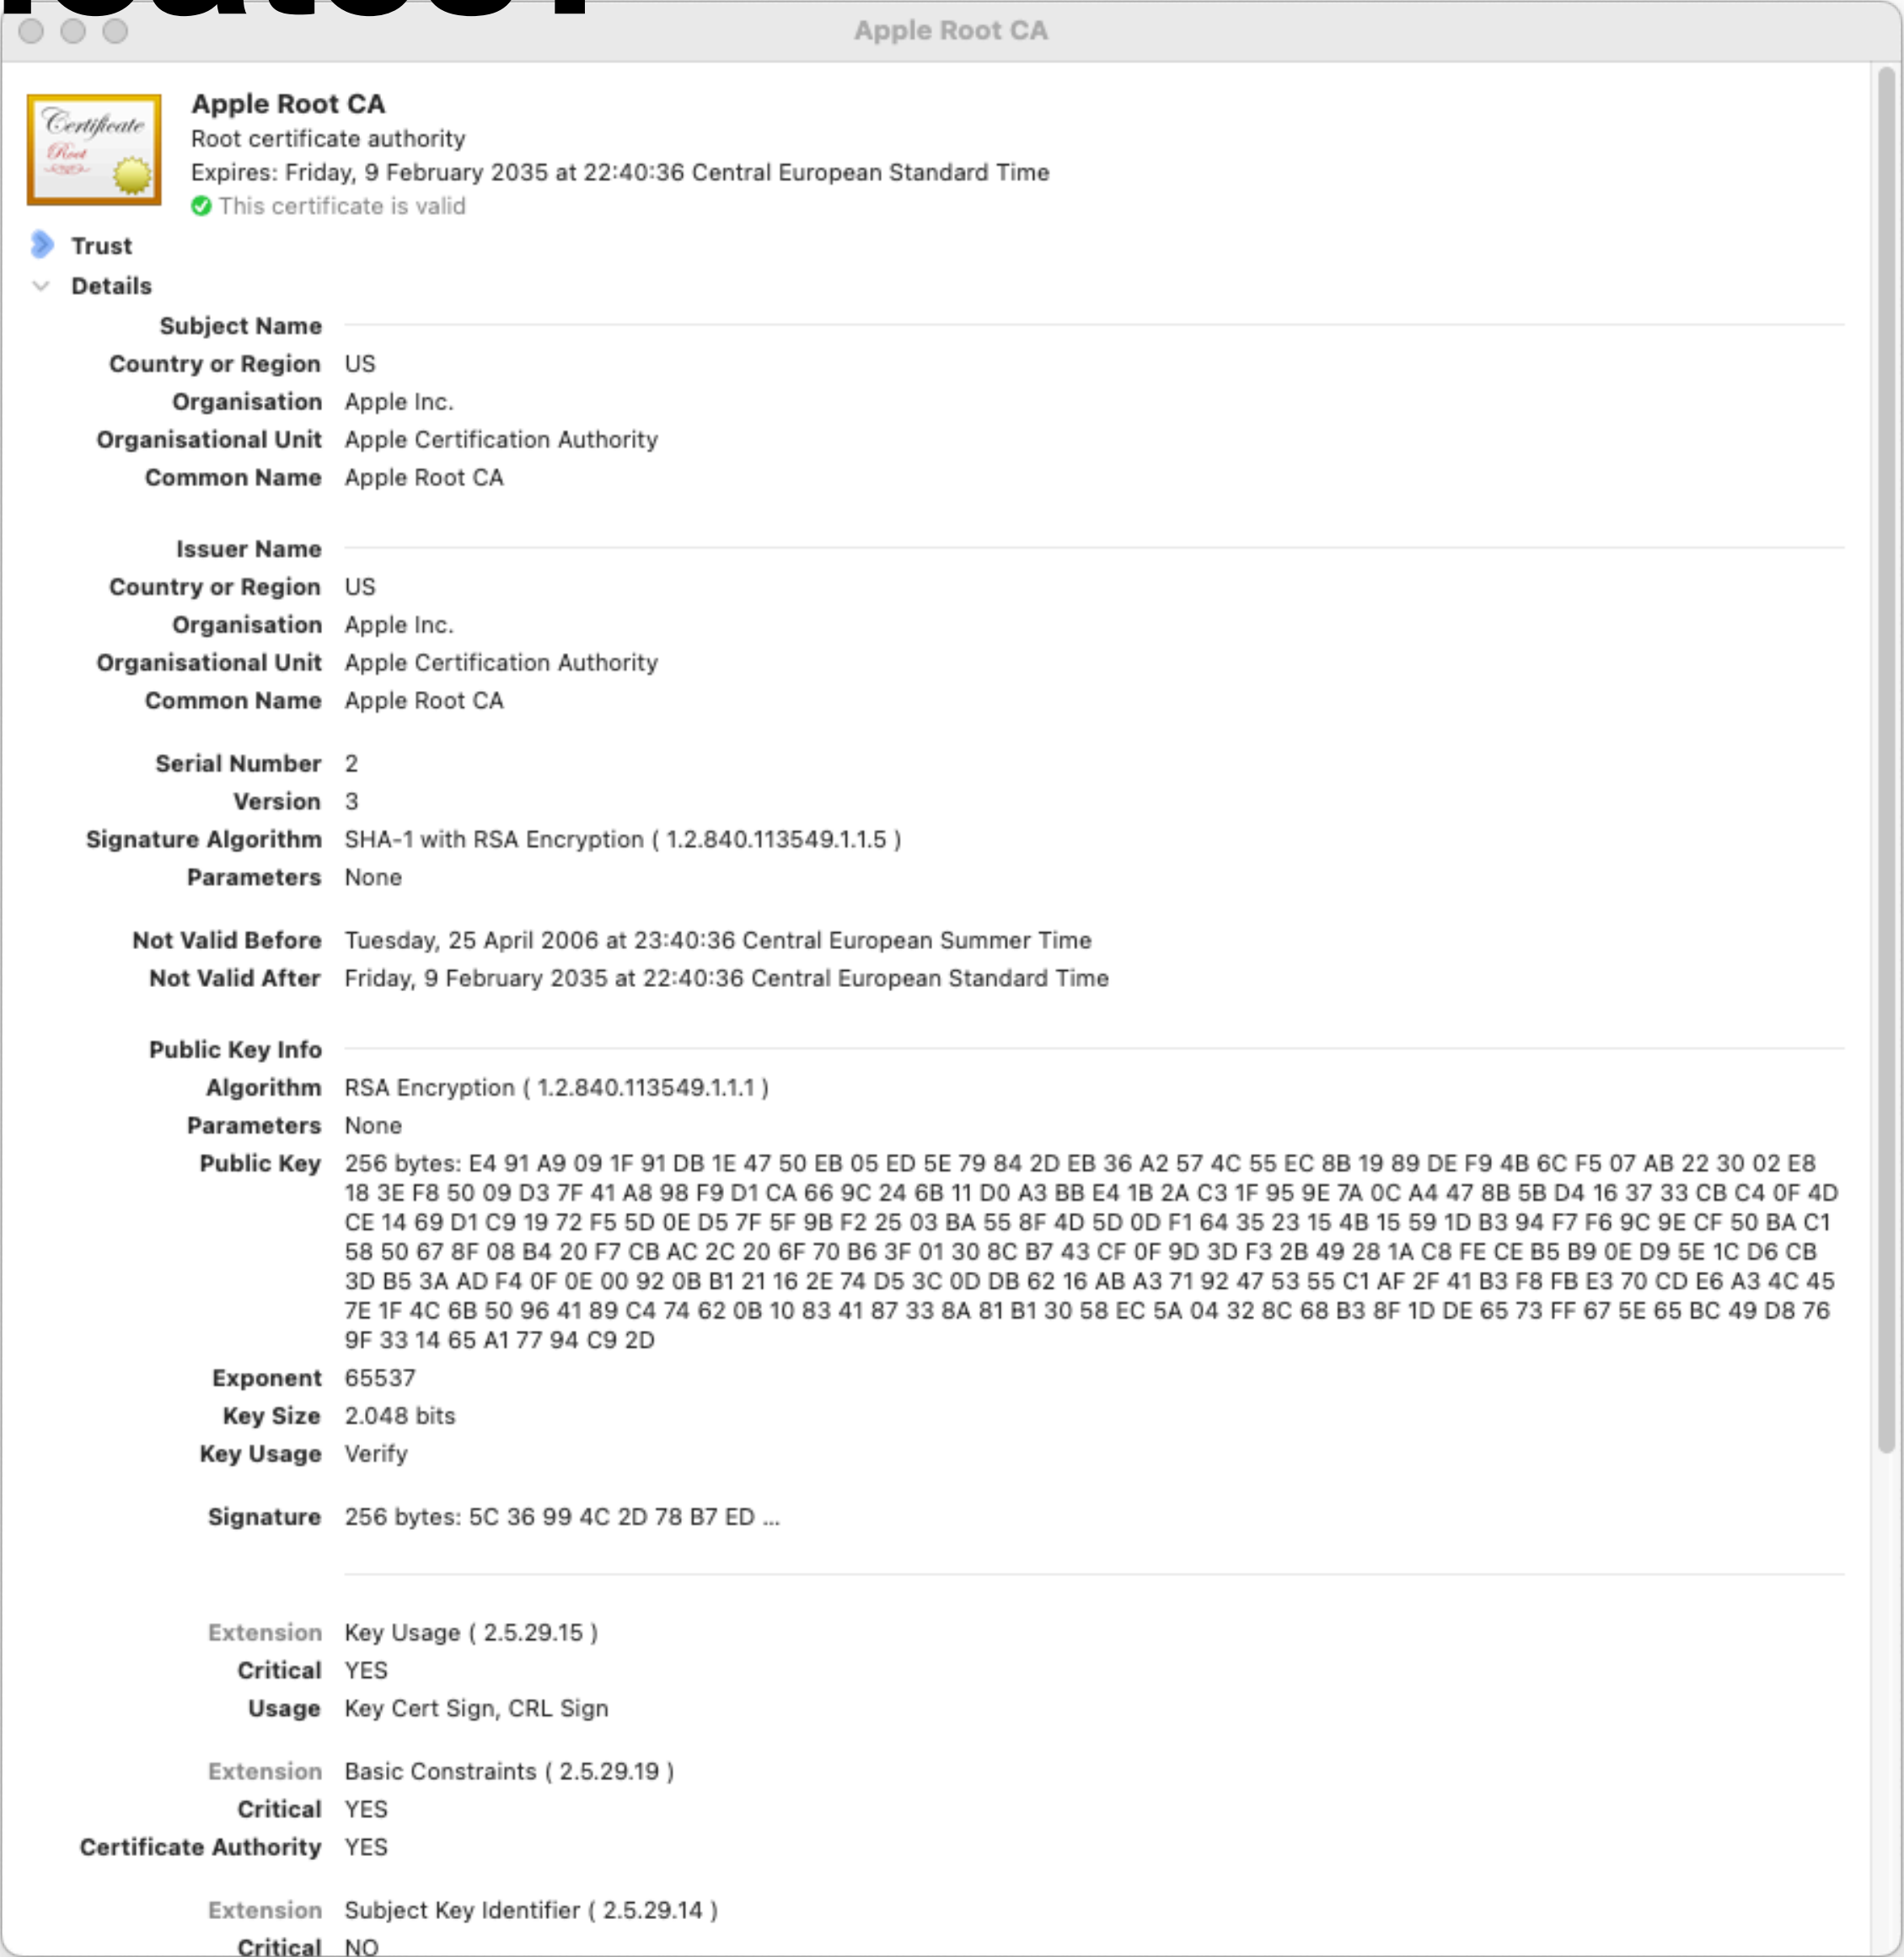 Apple Root CA
Certificate
Root
Apple Root CA
Root certificate authority
Expires: Friday, 9 February 2035 at 22:40:36 Central European Standard Time
This certificate is valid
Trust
Details
Subject Name
Country or Region US
Organisation Apple Inc.
Organisational Unit Apple Certification Authority
Common Name Apple Root CA
Issuer Name
Country or Region US
Organisation Apple Inc.
Organisational Unit Apple Certification Authority
Common Name Apple Root CA
Serial Number 2
Version 3
Signature Algorithm SHA-1 with RSA Encryption ( 1.2.840.113549.1.1.5 )
Parameters None
Not Valid Before Tuesday, 25 April 2006 at 23:40:36 Central European Summer Time
Not Valid After Friday, 9 February 2035 at 22:40:36 Central European Standard Time
Public Key Info
Algorithm RSA Encryption ( 1.2.840.113549.1.1.1 )
Parameters None
Public Key 256 bytes: E4 91 A9 09 1F 91 DB 1E 47 50 EB 05 ED 5E 79 84 2D EB 36 A2 57 4C 55 EC 8B 19 89 DE F9 4B 6C F5 07 AB 22 30 02 E8
18 3E F8 50 09 D3 7F 41 A8 98 F9 D1 CA 66 9C 24 6B 11 D0 A3 BB E4 1B 2A C3 1F 95 9E 7A 0C A4 47 8B 5B D4 16 37 33 CB C4 0F 4D
CE 14 69 D1 C9 19 72 F5 5D 0E D5 7F 5F 9B F2 25 03 BA 55 8F 4D 5D 0D F1 64 35 23 15 4B 15 59 1D B3 94 F7 F6 9C 9E CF 50 BA C1
58 50 67 8F 08 B4 20 F7 CB AC 2C 20 6F 70 B6 3F 01 30 8C B7 43 CF 0F 9D 3D F3 2B 49 28 1A C8 FE CE B5 B9 0E D9 5E 1C D6 CB
3D B5 3A AD F4 0F 0E 00 92 0B B1 21 16 2E 74 D5 3C 0D DB 62 16 AB A3 71 92 47 53 55 C1 AF 2F 41 B3 F8 FB E3 70 CD E6 A3 4C 45
7E 1F 4C 6B 50 96 41 89 C4 74 62 0B 10 83 41 87 33 8A 81 B1 30 58 EC 5A 04 32 8C 68 B3 8F 1D DE 65 73 FF 67 5E 65 BC 49 D8 76
9F 33 14 65 A1 77 94 C9 2D
Exponent 65537
Key Size 2.048 bits
Key Usage Verify
Signature 256 bytes: 5C 36 99 4C 2D 78 B7 ED ...
Extension Key Usage ( 2.5.29.15 )
Critical YES
Usage Key Cert Sign, CRL Sign
Extension Basic Constraints ( 2.5.29.19 )
Critical YES
Certificate Authority YES
Extension Subject Key Identifier ( 2.5.29.14 )
Critical NO